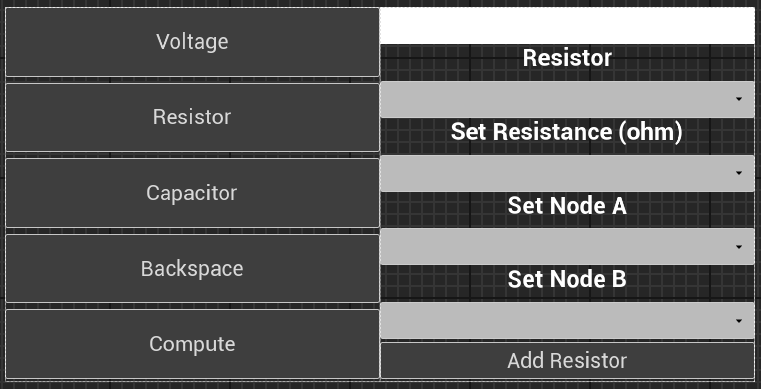 Voltage
Resistor
Capacitor
Backspace
Compute
Resistor
Set Resistance (ohm)
Set Node A
Set Node B
Add Resistor